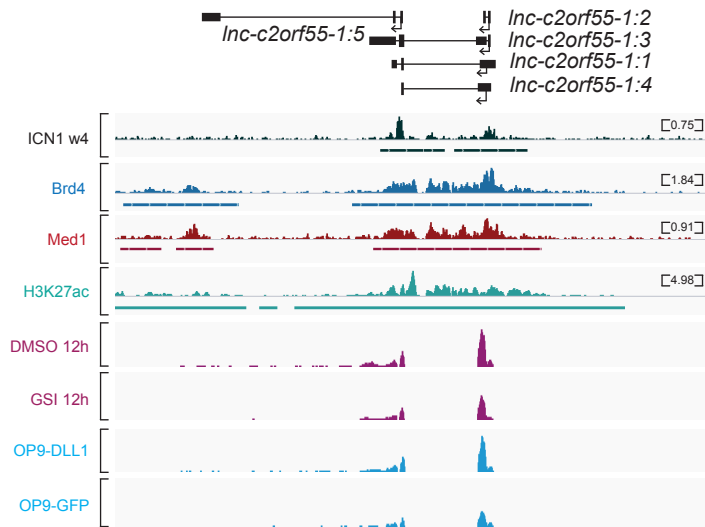 lnc-c2orf55-1:2
lnc-c2orf55-1:5
lnc-c2orf55-1:3
lnc-c2orf55-1:1
lnc-c2orf55-1:4
ICN1 w4
[0.75]
Brd4
[1.84]
Med1
[0.91]
H3K27ac
[4.98]
DMSO 12h
GSI 12h
OP9-DLL1
OP9-GFP